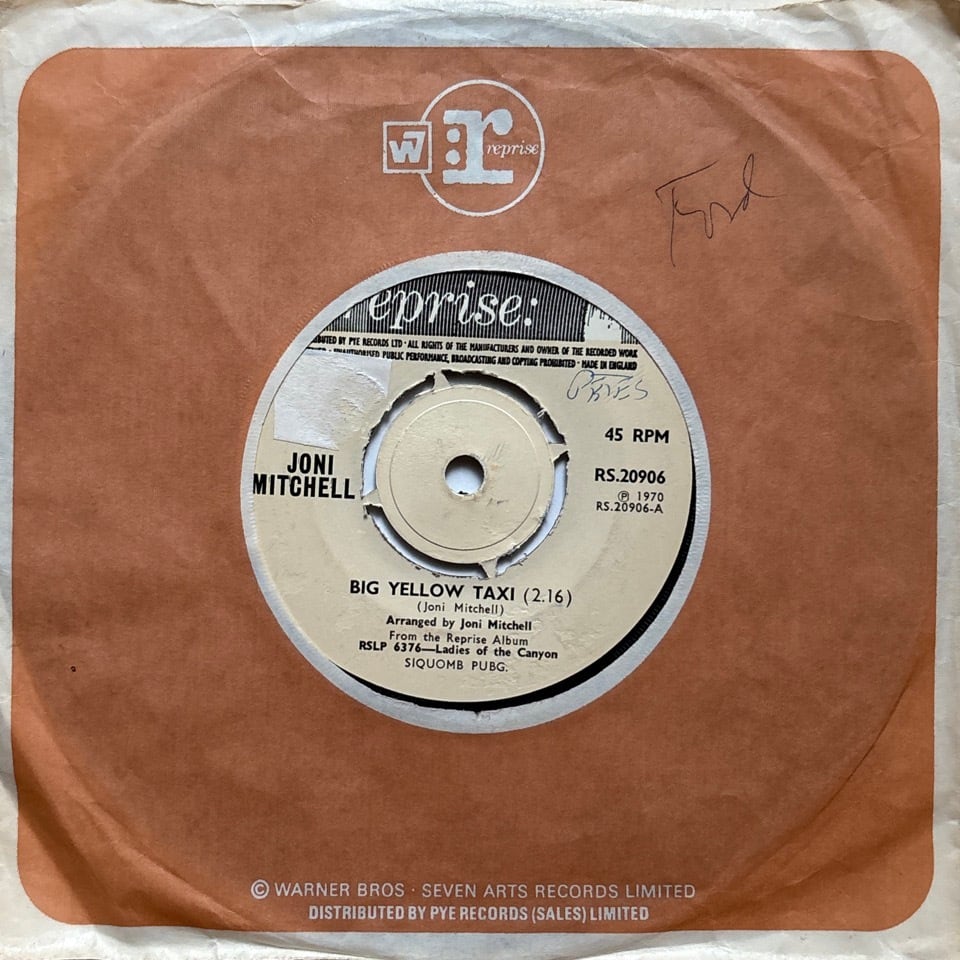 W7
:r
reprise
Ford
reprise:
BUTED BY PYE RECORDS LTD · ALL RIGHTS OF THE MANUFACTURERS AND OWNER OF THE RECORDED WORK
UNAUTHORISED PUBLIC PERFORMANCE, BROADCASTING AND COPYING PROHIBITED · MADE IN ENGLAND
45 RPM
JONI
MITCHELL
RS.20906
Ⓟ 1970
RS.20906-A
BIG YELLOW TAXI (2.16)
(Joni Mitchell)
Arranged by Joni Mitchell
From the Reprise Album
RSLP 6376—Ladies of the Canyon
SIQUOMB PUBG.
© WARNER BROS · SEVEN ARTS RECORDS LIMITED
DISTRIBUTED BY PYE RECORDS (SALES) LIMITED